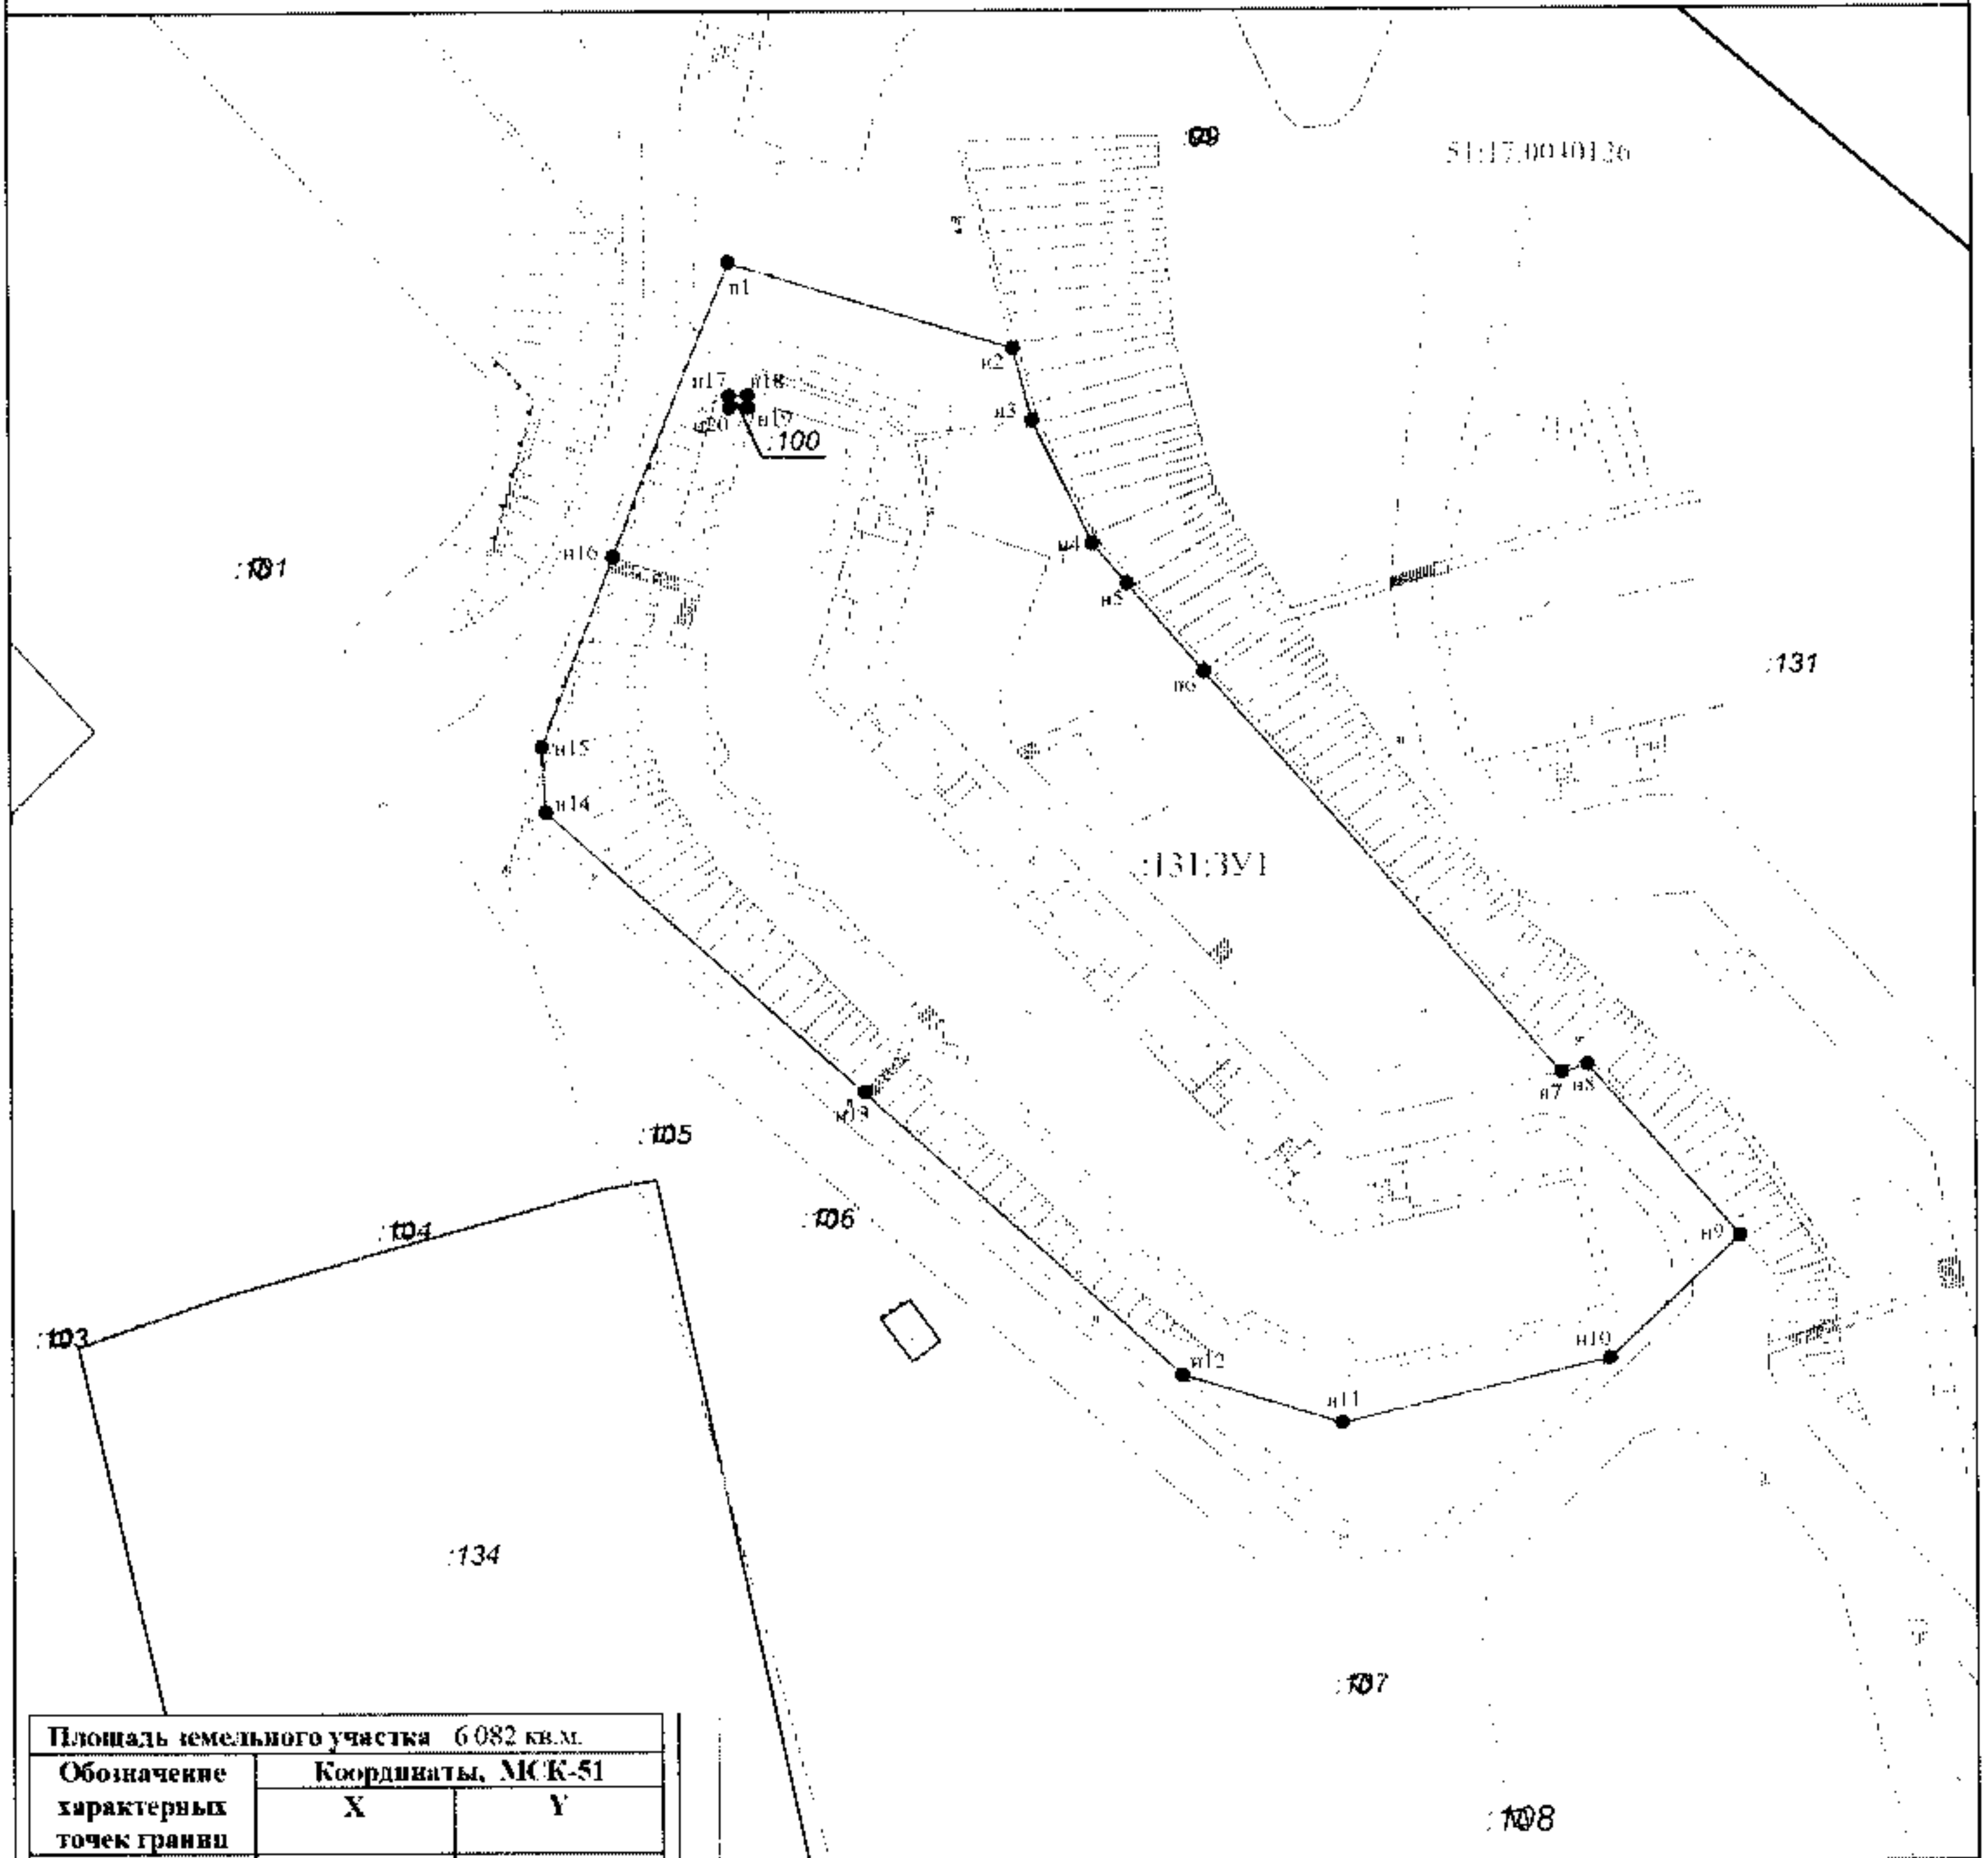 51:17:0040126
н1
н2
н17
н18
н3
н20
н19
:100
н4
н16
:101
н5
:131
н6
н15
н14
:131:ЗУ1
н7
н8
н13
:105
:106
:104
н9
:103
н10
н12
н11
:134
:107
Площадь земельного участка 6 082 кв.м.
Обозначение характерных точек границ
Координаты, МСК-51
X
Y
:108